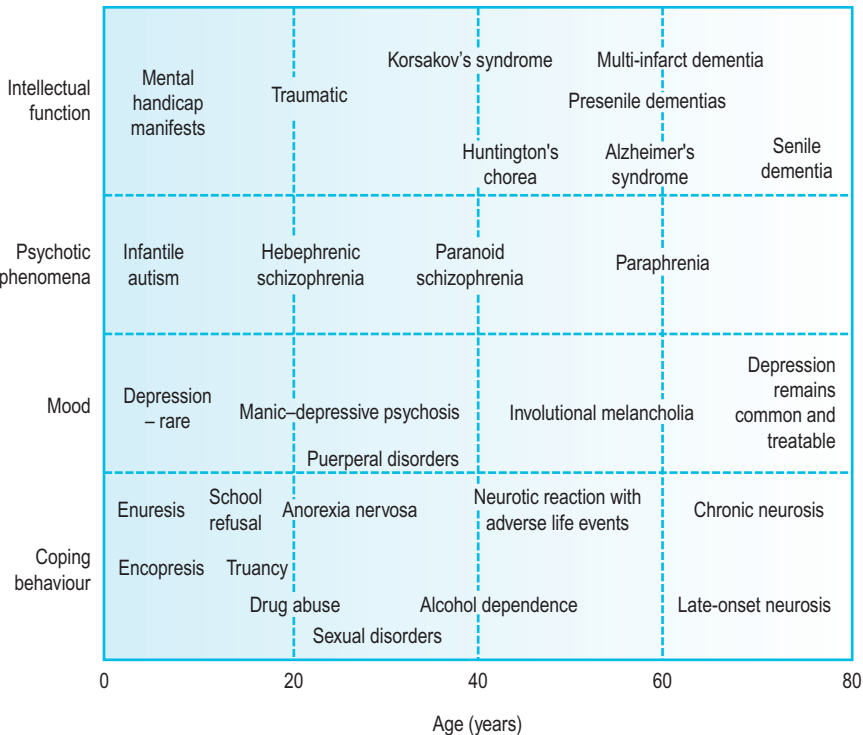 Intellectual
function
Mental
handicap
manifests
Traumatic
Korsakov's syndrome
Multi-infarct dementia
Presenile dementias
Huntington's
chorea
Alzheimer's
syndrome
Senile
dementia
Psychotic
phenomena
Infantile
autism
Hebephrenic
schizophrenia
Paranoid
schizophrenia
Paraphrenia
Mood
Depression
– rare
Manic–depressive psychosis
Puerperal disorders
Involutional melancholia
Depression
remains
common and
treatable
Coping
behaviour
Enuresis
School
refusal
Anorexia nervosa
Neurotic reaction with
adverse life events
Chronic neurosis
Encopresis
Truancy
Drug abuse
Alcohol dependence
Late-onset neurosis
Sexual disorders
0
20
40
60
80
Age (years)